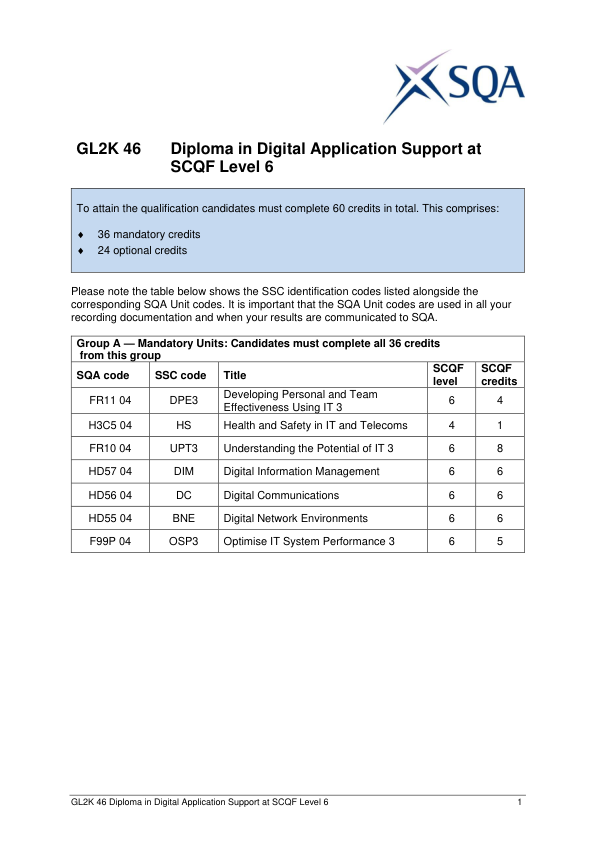 SQA
GL2K 46 Diploma in Digital Application Support at
SCQF Level 6
To attain the qualification candidates must complete 60 credits in total. This comprises:
♦ 36 mandatory credits
♦ 24 optional credits
Please note the table below shows the SSC identification codes listed alongside the
corresponding SQA Unit codes. It is important that the SQA Unit codes are used in all your
recording documentation and when your results are communicated to SQA.
Group A — Mandatory Units: Candidates must complete all 36 credits
from this group
SQA code SSC code Title SCQF level SCQF credits
FR11 04 DPE3 Developing Personal and Team Effectiveness Using IT 3 6 4
H3C5 04 HS Health and Safety in IT and Telecoms 4 1
FR10 04 UPT3 Understanding the Potential of IT 3 6 8
HD57 04 DIM Digital Information Management 6 6
HD56 04 DC Digital Communications 6 6
HD55 04 BNE Digital Network Environments 6 6
F99P 04 OSP3 Optimise IT System Performance 3 6 5
GL2K 46 Diploma in Digital Application Support at SCQF Level 6 1